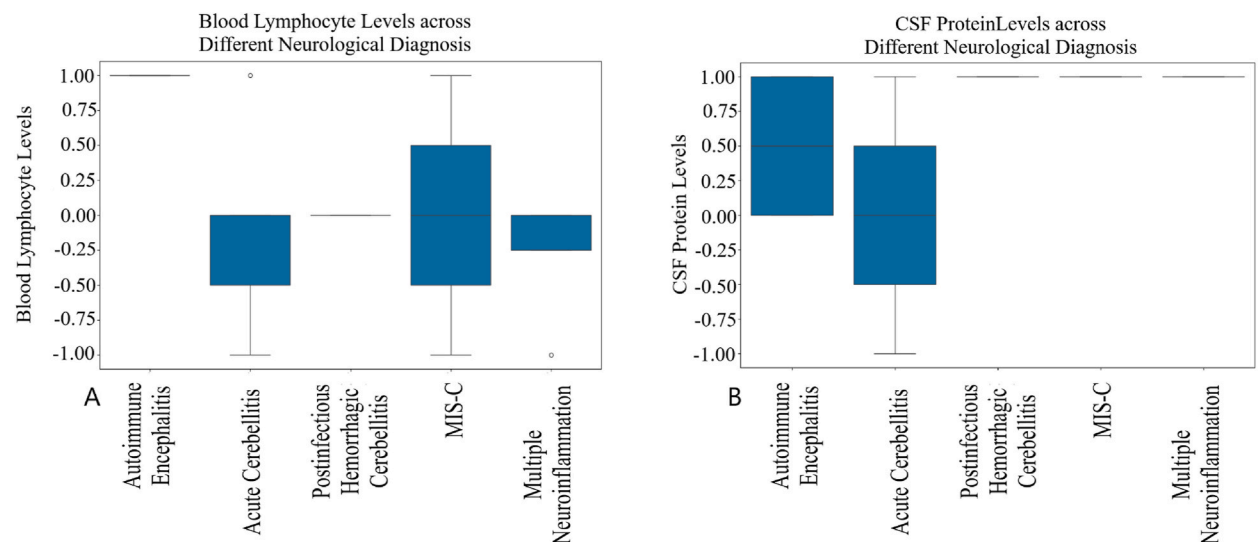 Blood Lymphocyte Levels across
Different Neurological Diagnosis
Blood Lymphocyte Levels
1.00
0.75
0.50
0.25
0.00
-0.25
-0.50
-0.75
-1.00
A
Autoimmune
Encephalitis
Acute Cerebellitis
Postinfectious
Hemorrhagic
Cerebellitis
MIS-C
Multiple
Neuroinflammation
CSF ProteinLevels across
Different Neurological Diagnosis
CSF Protein Levels
1.00
0.75
0.50
0.25
0.00
-0.25
-0.50
-0.75
-1.00
B
Autoimmune
Encephalitis
Acute Cerebellitis
Postinfectious
Hemorrhagic
Cerebellitis
MIS-C
Multiple
Neuroinflammation